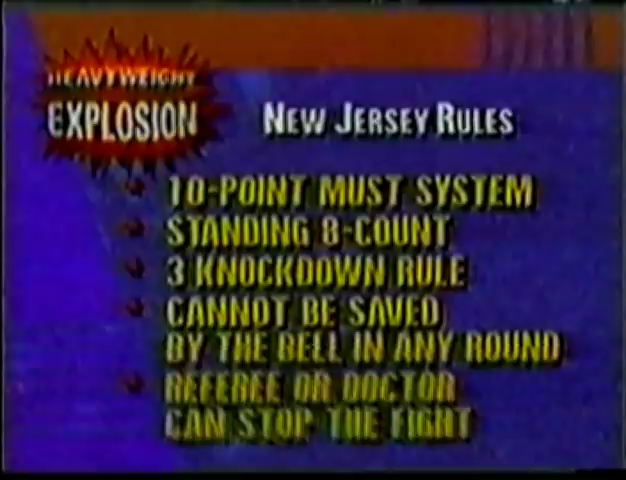 HEAVYWEIGHT
EXPLOSION
NEW JERSEY RULES
10-POINT MUST SYSTEM
STANDING 8-COUNT
3 KNOCKDOWN RULE
CANNOT BE SAVED
BY THE BELL IN ANY ROUND
REFEREE OR DOCTOR
CAN STOP THE FIGHT